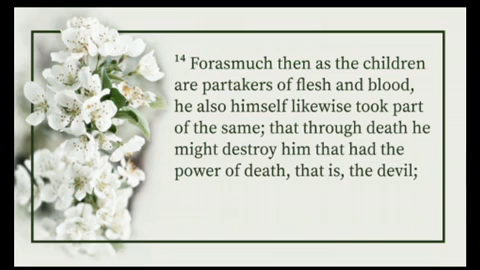 ¹⁴ Forasmuch then as the children
are partakers of flesh and blood,
he also himself likewise took part
of the same; that through death he
might destroy him that had the
power of death, that is, the devil;